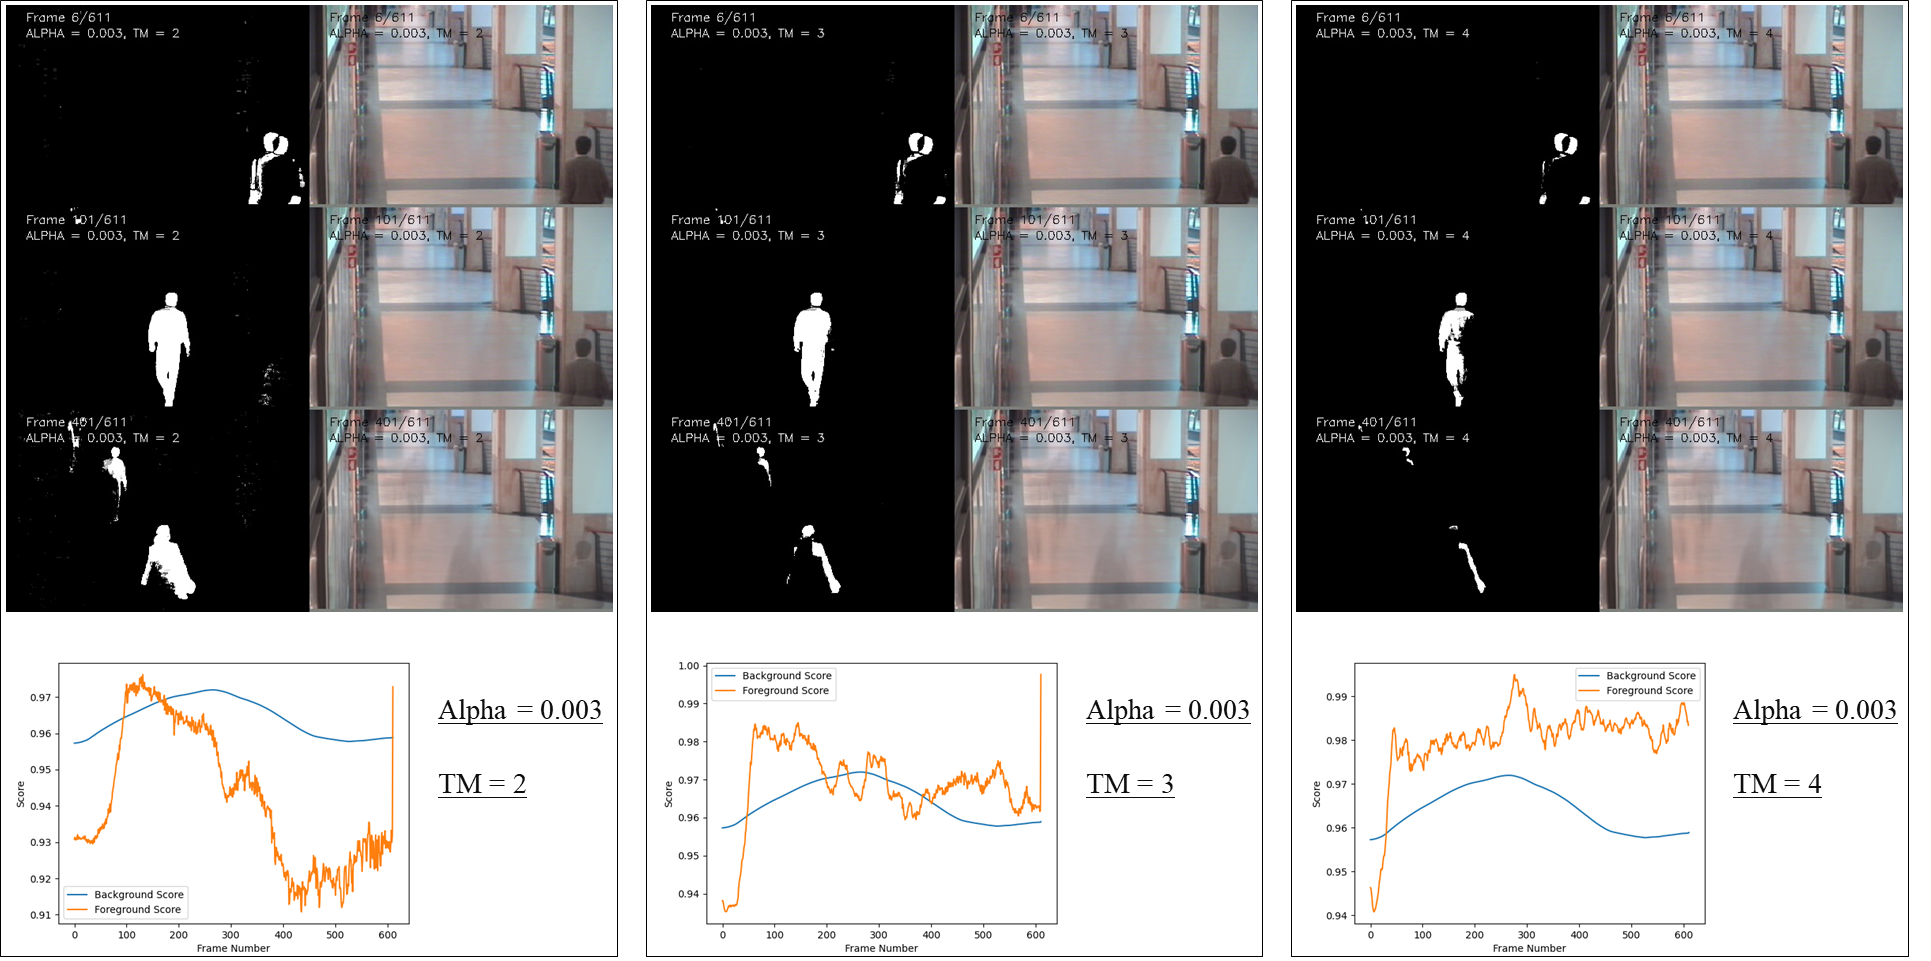 Frame 6/611
ALPHA = 0.003, TM = 2
Frame 6/611
ALPHA = 0.003, TM = 2
Frame 101/611
ALPHA = 0.003, TM = 2
Frame 101/611
ALPHA = 0.003, TM = 2
Frame 401/611
ALPHA = 0.003, TM = 2
Frame 401/611
ALPHA = 0.003, TM = 2
0.97
0.96
0.95
0.94
0.93
0.92
0.91
Score
Background Score
Foreground Score
0 100 200 300 400 500 600
Frame Number
Alpha = 0.003
TM = 2
Frame 6/611
ALPHA = 0.003, TM = 3
Frame 6/611
ALPHA = 0.003, TM = 3
Frame 101/611
ALPHA = 0.003, TM = 3
Frame 101/611
ALPHA = 0.003, TM = 3
Frame 401/611
ALPHA = 0.003, TM = 3
Frame 401/611
ALPHA = 0.003, TM = 3
Background Score
Foreground Score
1.00
0.99
0.98
0.97
0.96
0.95
0.94
Score
0 100 200 300 400 500 600
Frame Number
Alpha = 0.003
TM = 3
Frame 6/611
ALPHA = 0.003, TM = 4
Frame 6/611
ALPHA = 0.003, TM = 4
Frame 101/611
ALPHA = 0.003, TM = 4
Frame 101/611
ALPHA = 0.003, TM = 4
Frame 401/611
ALPHA = 0.003, TM = 4
Frame 401/611
ALPHA = 0.003, TM = 4
Background Score
Foreground Score
0.99
0.98
0.97
0.96
0.95
0.94
Score
0 100 200 300 400 500 600
Frame Number
Alpha = 0.003
TM = 4